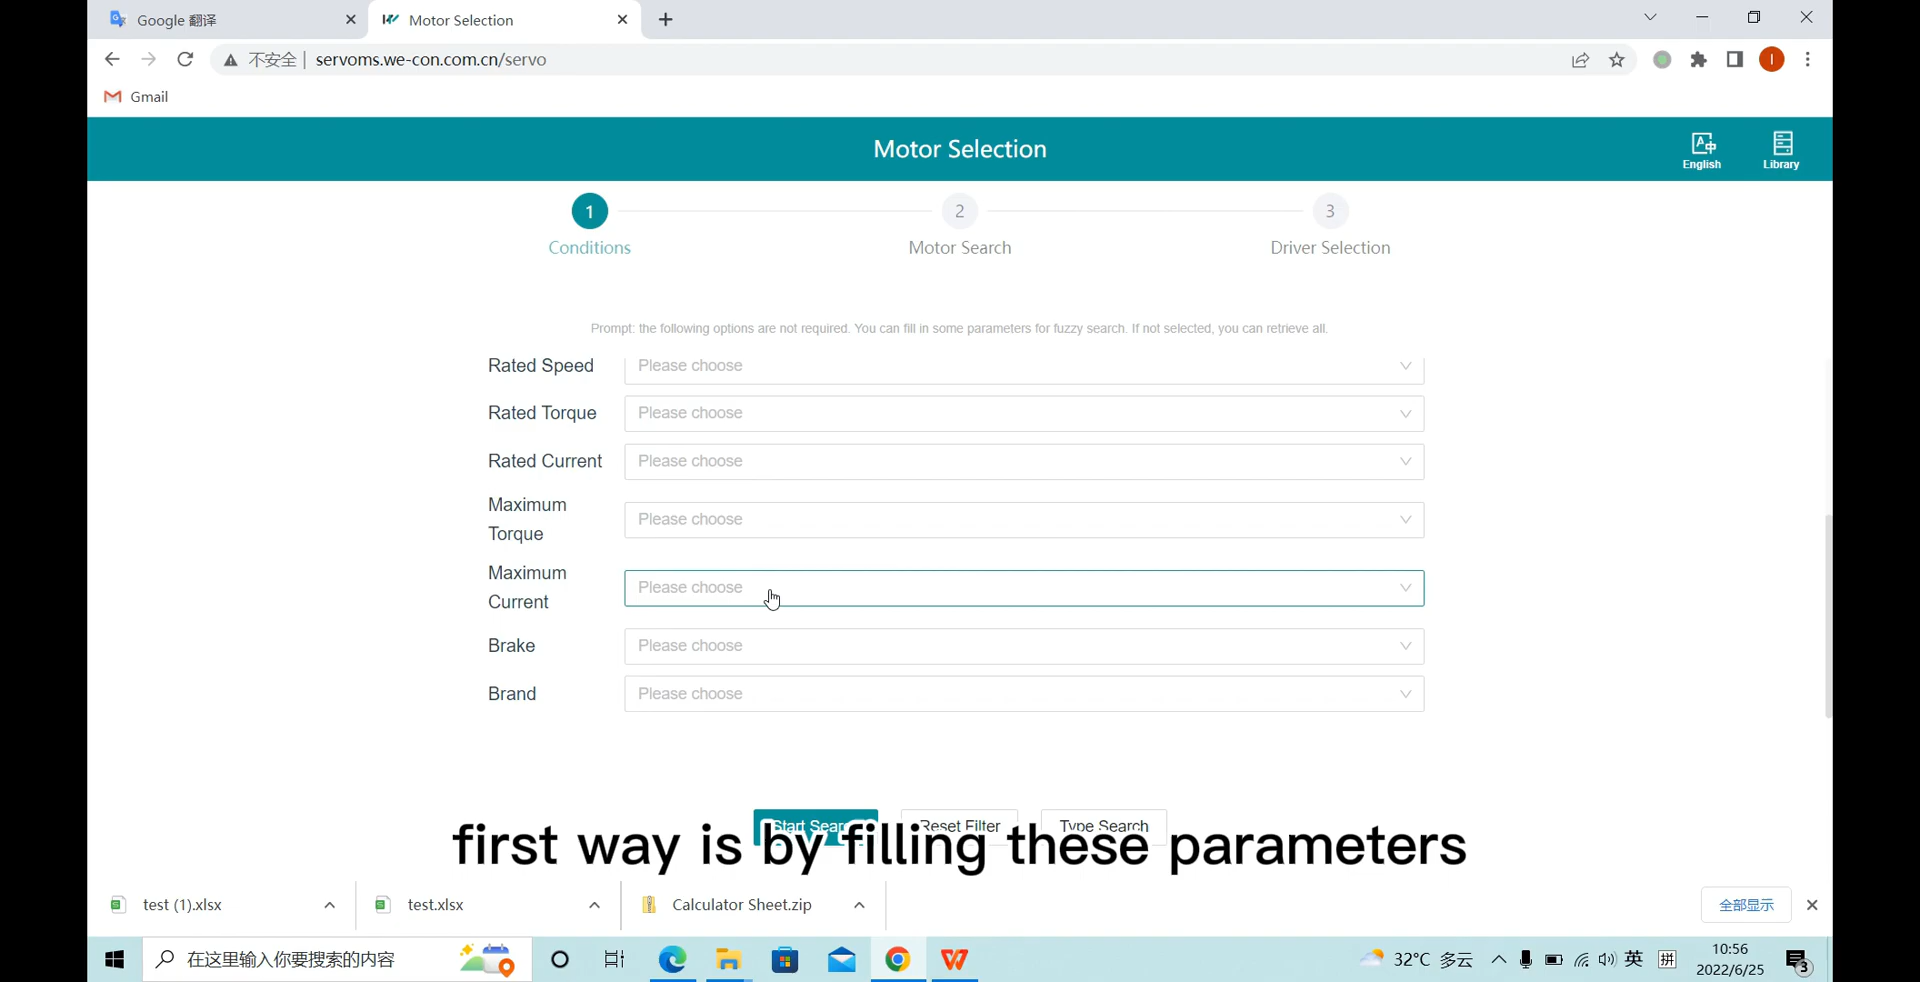 Google 翻译
Motor Selection
不安全 servoms.we-con.com.cn/servo
I
Gmail
Motor Selection
English
Library
1
2
3
Conditions
Motor Search
Driver Selection
Prompt: the following options are not required. You can fill in some parameters for fuzzy search. If not selected, you can retrieve all.
Rated Speed Please choose
Rated Torque Please choose
Rated Current Please choose
Maximum
Torque
Please choose
Maximum
Current
Please choose
Brake Please choose
Brand Please choose
Reset Filter
Type Search
first way is by filling these parameters
test (1).xlsx
test.xlsx
Calculator Sheet.zip
全部显示
在这里输入你要搜索的内容
32°C 多云
英
拼
10:56
2022/6/25
3